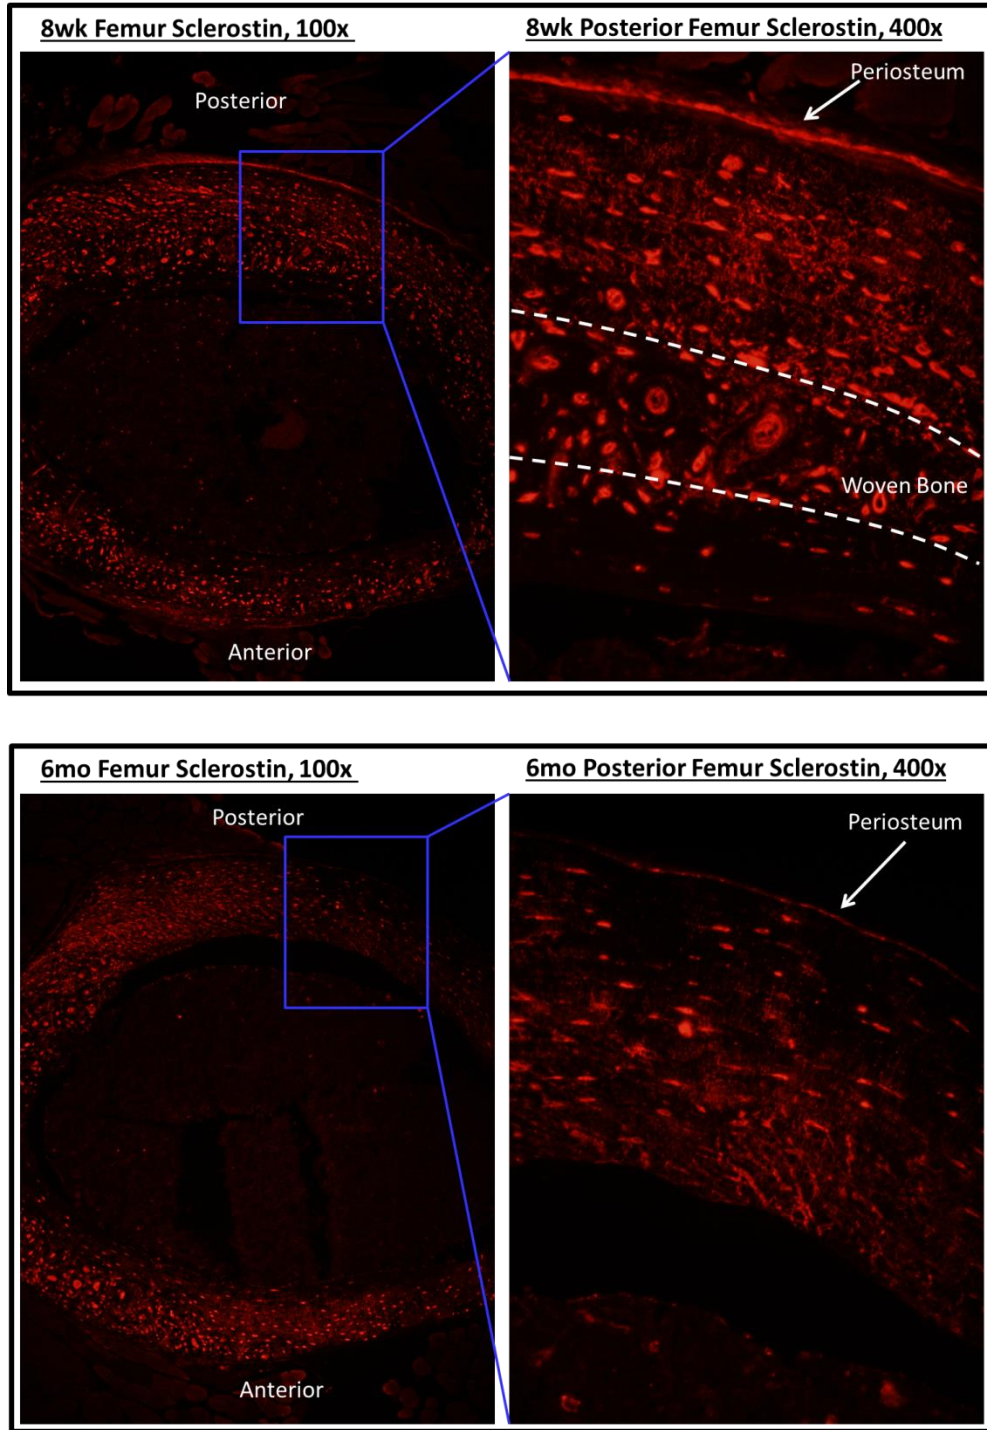 8wk Femur Sclerostin, 100x
8wk Posterior Femur Sclerostin, 400x
Posterior
Periosteum
Woven Bone
Anterior
6mo Femur Sclerostin, 100x
6mo Posterior Femur Sclerostin, 400x
Posterior
Periosteum
Anterior